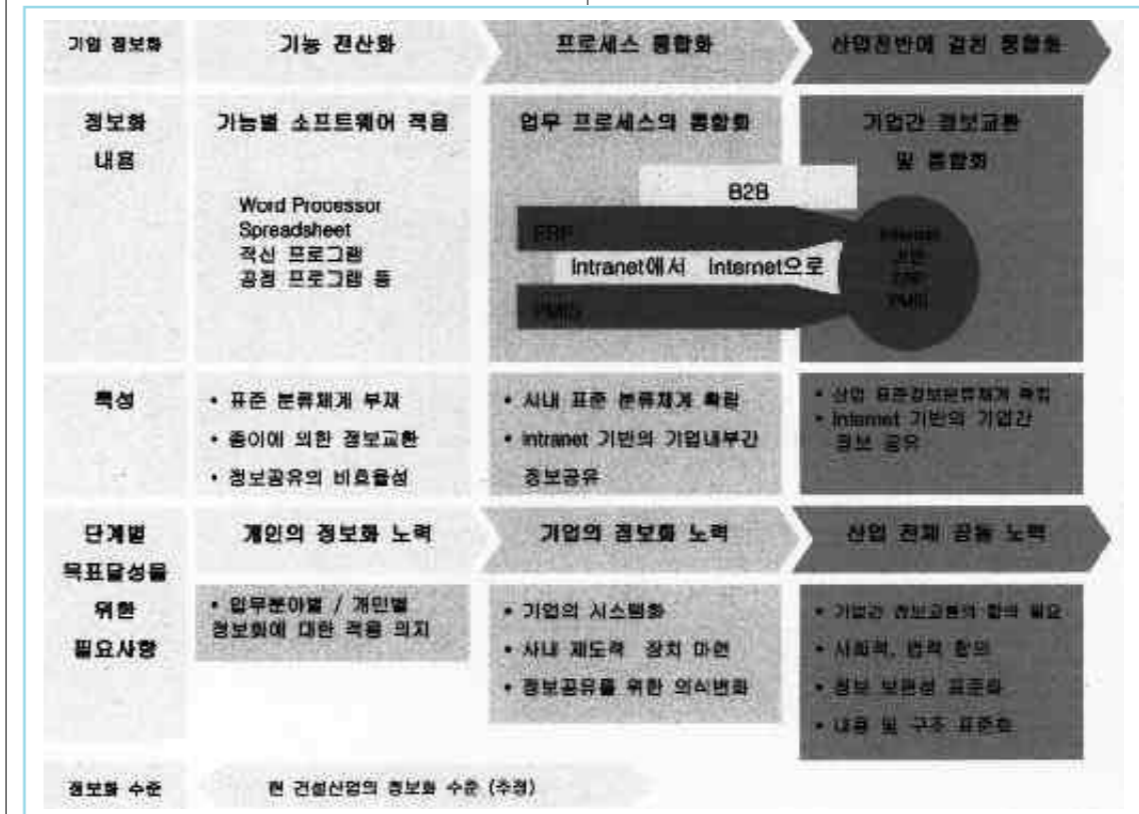 기업 정보화
기능 전산화
프로세스 통합화
산업전반에 걸친 통합화
정보화
내용
기능별 소프트웨어 적용
Word Processor
Spreadsheet
적산 프로그램
공정 프로그램 등
업무 프로세스의 통합화
B2B
ERP
Intranet에서 Internet으로
PMIS
기업간 정보교환
및 통합화
Internet
ERP
PMIS
특성
• 표준 분류체계 부재
• 종이에 의한 정보교환
• 정보공유의 비효율성
• 사내 표준 분류체계 확립
• intranet 기반의 기업내부간
정보공유
• 산업 표준정보분류체계 확립
• Internet 기반의 기업간
정보 공유
단계별
목표달성을
위한
필요사항
개인의 정보화 노력
기업의 정보화 노력
산업 전체 공동 노력
• 업무분야별 / 개인별
정보화에 대한 적용 의지
• 기업의 시스템화
• 사내 제도적 장치 마련
• 정보공유를 위한 의식변화
• 기업간 정보교환의 합의 필요
• 사회적, 법적 합의
• 정보 보편성 표준화
• 내용 및 구조 표준화
정보화 수준
현 건설산업의 정보화 수준 (추정)